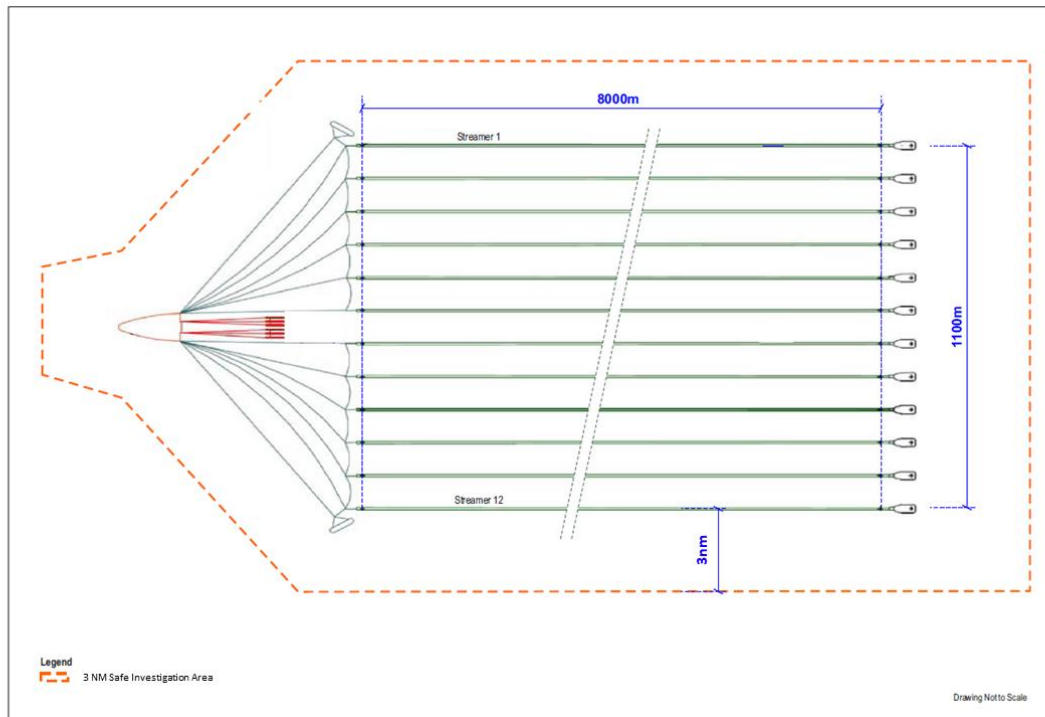 8000m
Streamer 1
1100m
Streamer 12
3nm
Legend
3 NM Safe Investigation Area
Drawing Not to Scale